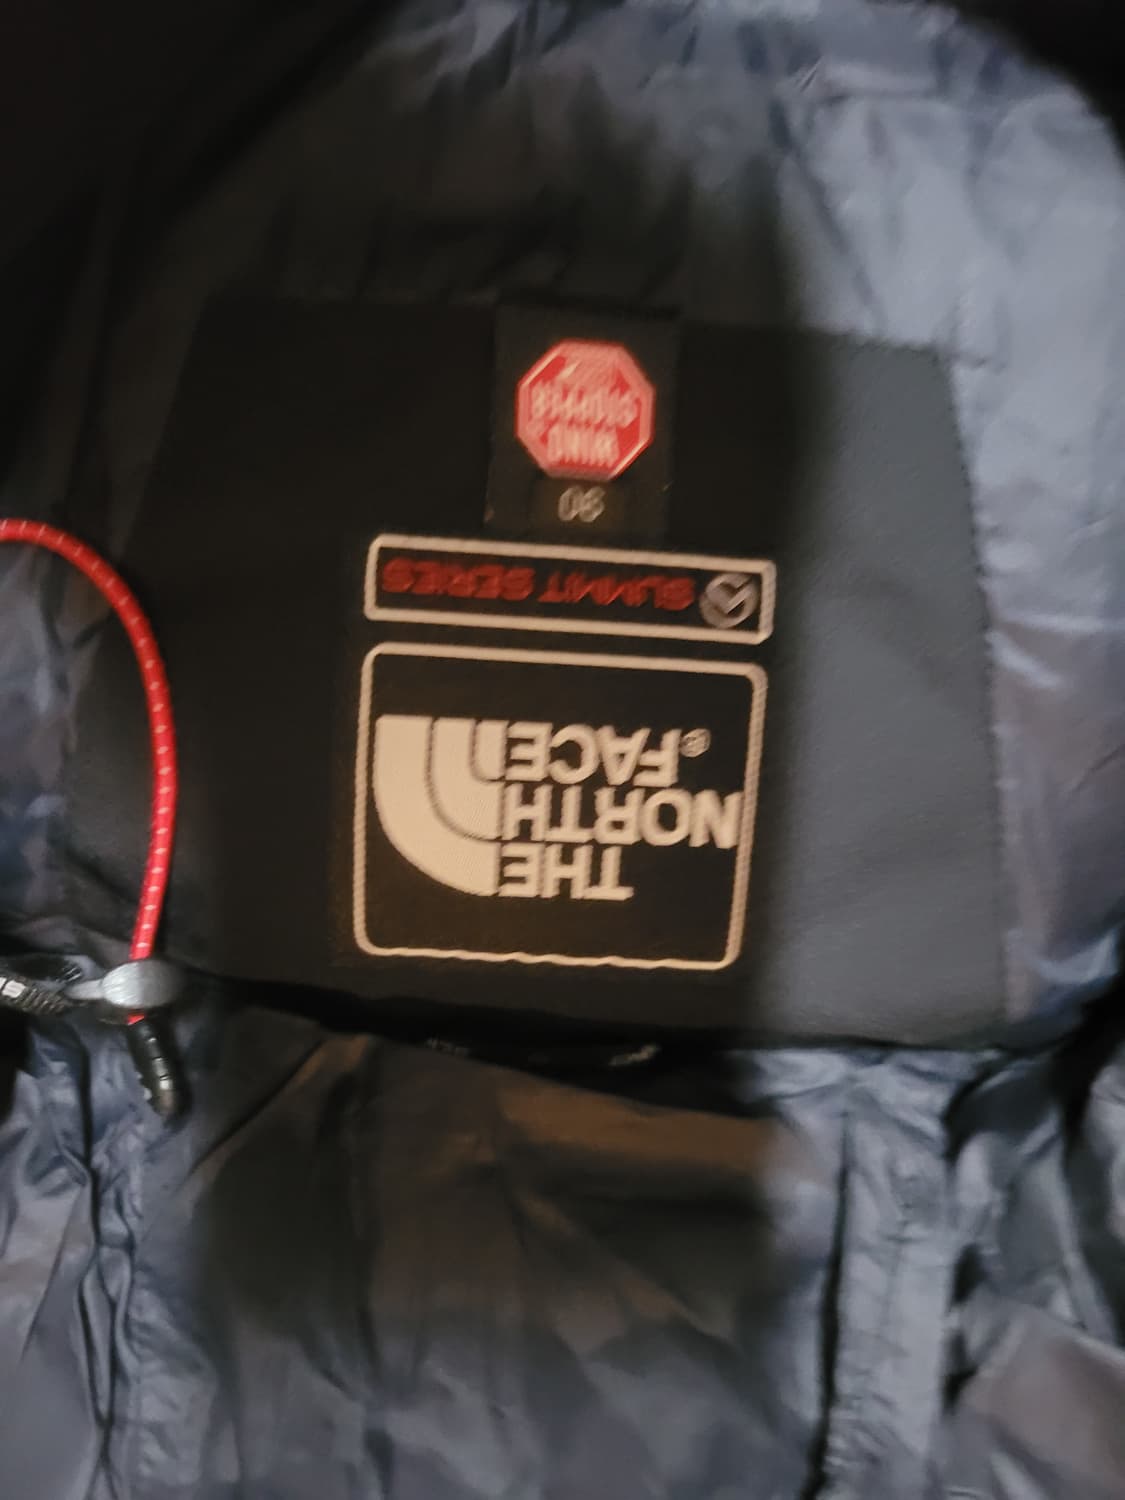 THE
NORTH
FACE®
SUMMIT SERIES
90
WIND
STOPPER